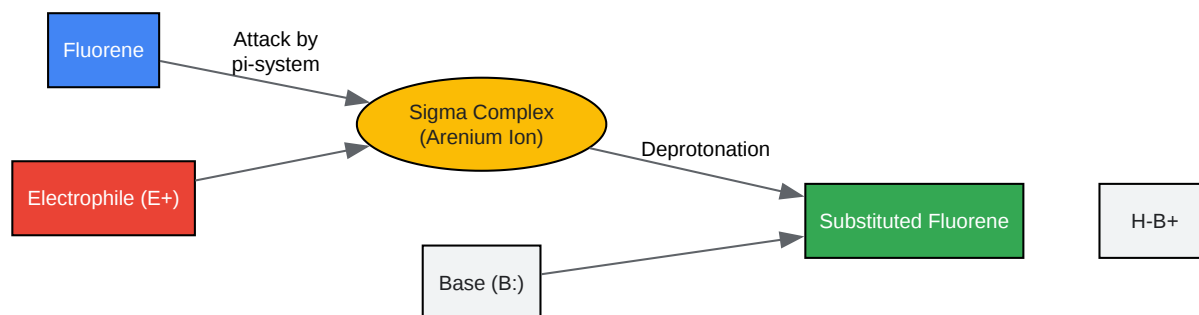 Fluorene
Attack by
pi-system
Electrophile (E+)
Sigma Complex
(Arenium Ion)
Deprotonation
Base (B:)
Substituted Fluorene
H-B+